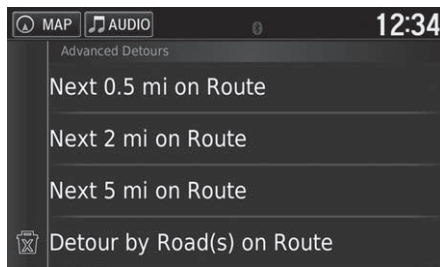 MAP AUDIO 12:34
Advanced Detours
Next 0.5 mi on Route
Next 2 mi on Route
Next 5 mi on Route
Detour by Road(s) on Route